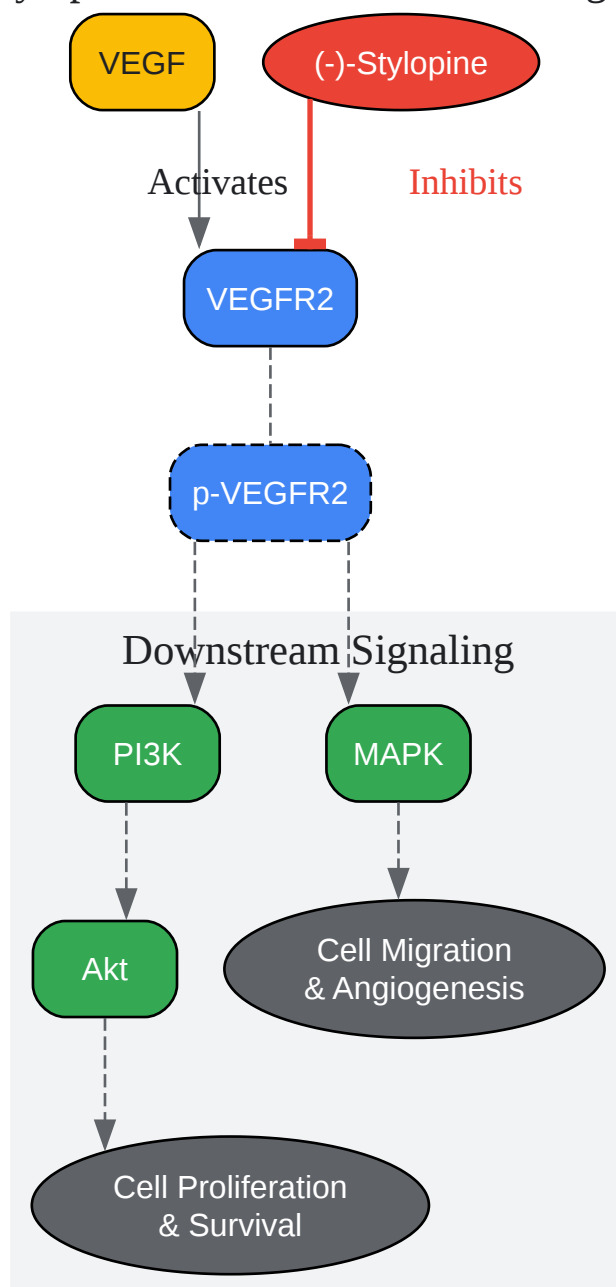 VEGF
(-)-Stylopine
Activates
Inhibits
VEGFR2
p-VEGFR2
Downstream Signaling
PI3K
MAPK
Akt
Cell Migration
& Angiogenesis
Cell Proliferation
& Survival